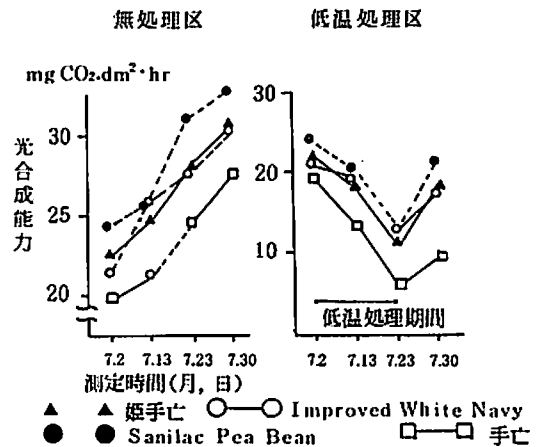 無処理区 低温処理区
mg CO₂.dm²・hr
光合成能力
30
25
20
30
20
10
低温処理期間
7.2 7.13 7.23 7.30
7.2 7.13 7.23 7.30
測定時間(月,日)
姫手亡 Improved White Navy
Sanilac Pea Bean 手亡